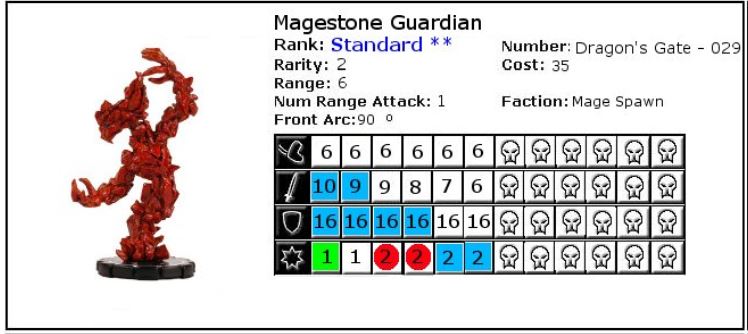 Magestone Guardian
Rank: Standard ** Number: Dragon's Gate - 029
Rarity: 2 Cost: 35
Range: 6
Num Range Attack: 1 Faction: Mage Spawn
Front Arc:90 º
6 6 6 6 6 6
10 9 9 8 7 6
16 16 16 16 16 16
1 1 2 2 2 2